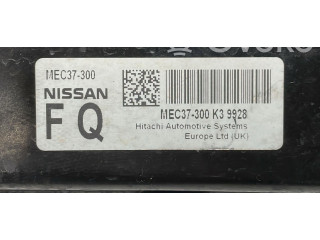 MEC37-300
NISSAN
F Q
MEC37-300 K3 9928
Hitachi Automotive Systems
Europe Ltd (UK)